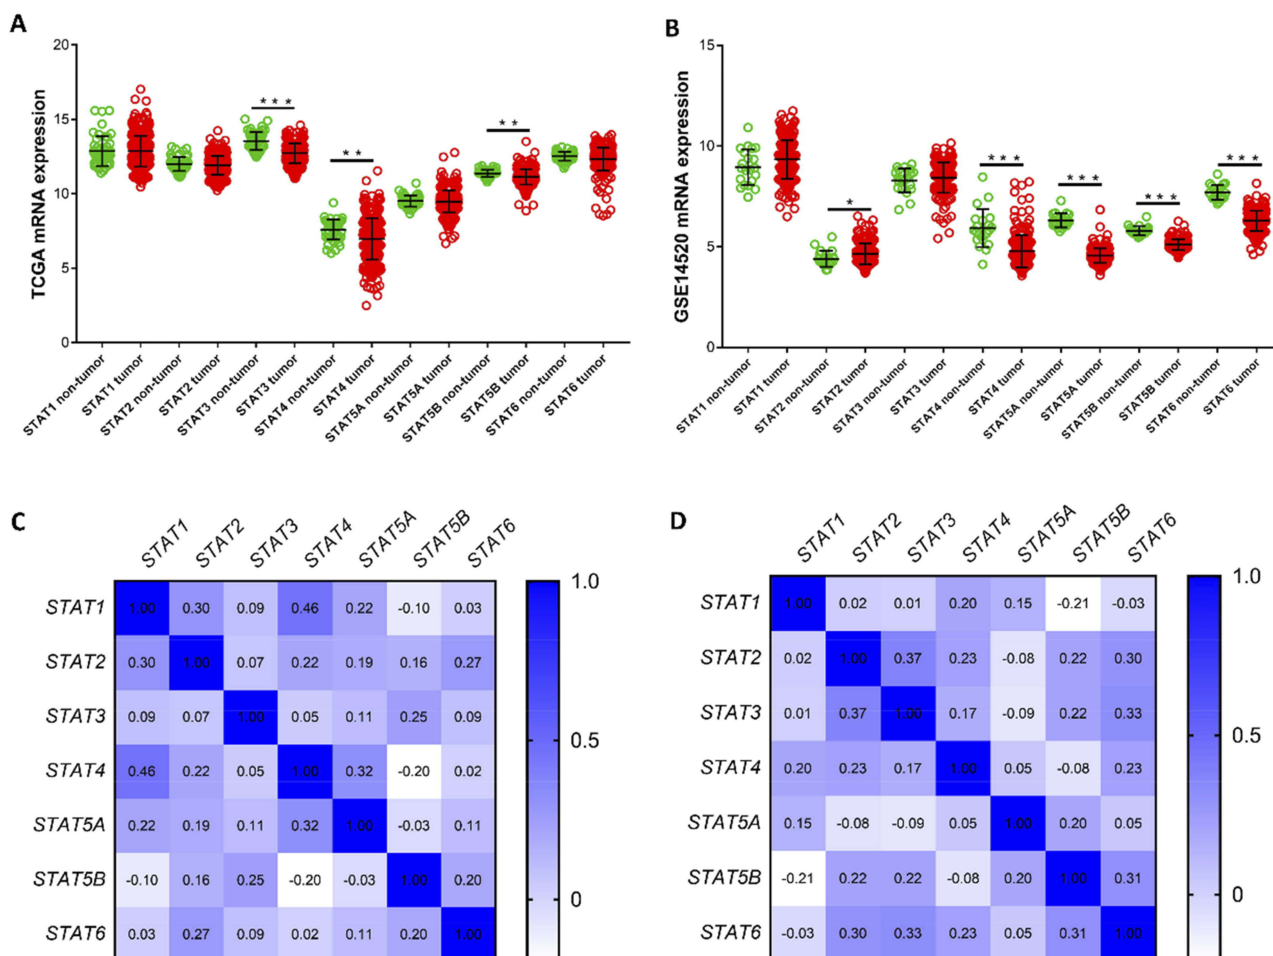 A
TCGA mRNA expression
20
15
10
5
0
* * *
* *
* *
STAT1 non-tumor
STAT1 tumor
STAT2 non-tumor
STAT2 tumor
STAT3 non-tumor
STAT3 tumor
STAT4 non-tumor
STAT4 tumor
STAT5A non-tumor
STAT5A tumor
STAT5B non-tumor
STAT5B tumor
STAT6 non-tumor
STAT6 tumor
B
GSE14520 mRNA expression
15
10
5
0
*
* * *
* * *
* * *
* * *
STAT1 non-tumor
STAT1 tumor
STAT2 non-tumor
STAT2 tumor
STAT3 non-tumor
STAT3 tumor
STAT4 non-tumor
STAT4 tumor
STAT5A non-tumor
STAT5A tumor
STAT5B non-tumor
STAT5B tumor
STAT6 non-tumor
STAT6 tumor
C
STAT1 STAT2 STAT3 STAT4 STAT5A STAT5B STAT6
STAT1 1.00 0.30 0.09 0.46 0.22 -0.10 0.03
STAT2 0.30 1.00 0.07 0.22 0.19 0.16 0.27
STAT3 0.09 0.07 1.00 0.05 0.11 0.25 0.09
STAT4 0.46 0.22 0.05 1.00 0.32 -0.20 0.02
STAT5A 0.22 0.19 0.11 0.32 1.00 -0.03 0.11
STAT5B -0.10 0.16 0.25 -0.20 -0.03 1.00 0.20
STAT6 0.03 0.27 0.09 0.02 0.11 0.20 1.00
1.0
0.5
0
D
STAT1 STAT2 STAT3 STAT4 STAT5A STAT5B STAT6
STAT1 1.00 0.02 0.01 0.20 0.15 -0.21 -0.03
STAT2 0.02 1.00 0.37 0.23 -0.08 0.22 0.30
STAT3 0.01 0.37 1.00 0.17 -0.09 0.22 0.33
STAT4 0.20 0.23 0.17 1.00 0.05 -0.08 0.23
STAT5A 0.15 -0.08 -0.09 0.05 1.00 0.20 0.05
STAT5B -0.21 0.22 0.22 -0.08 0.20 1.00 0.31
STAT6 -0.03 0.30 0.33 0.23 0.05 0.31 1.00
1.0
0.5
0